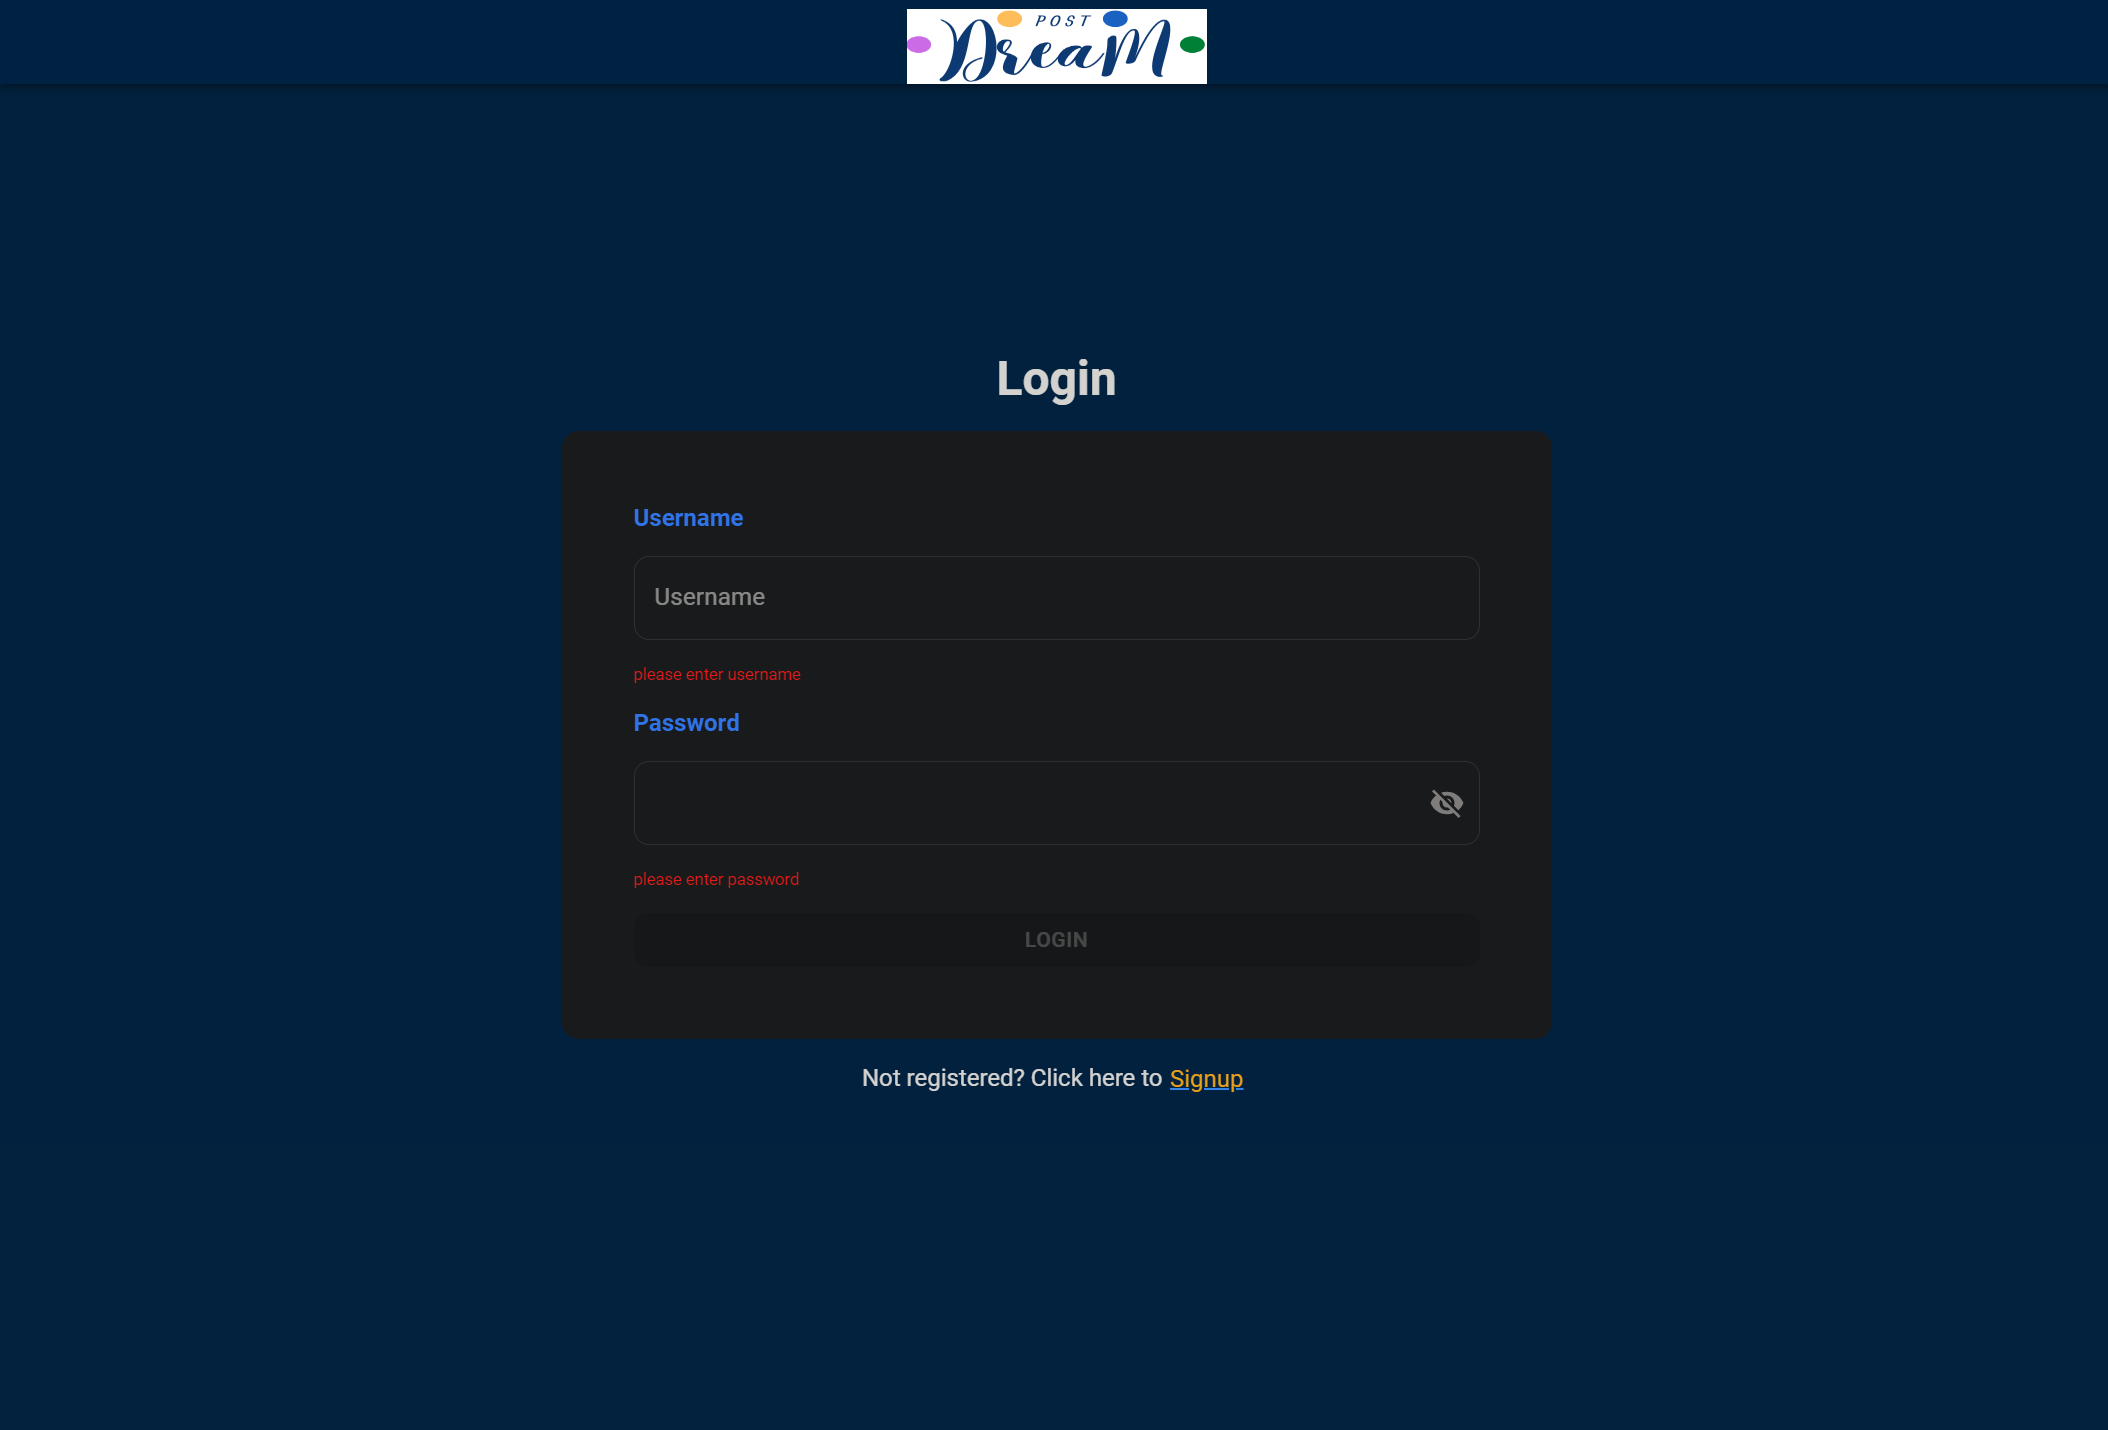 POST
DreaM
Login
Username
Username
please enter username
Password
please enter password
LOGIN
Not registered? Click here to Signup